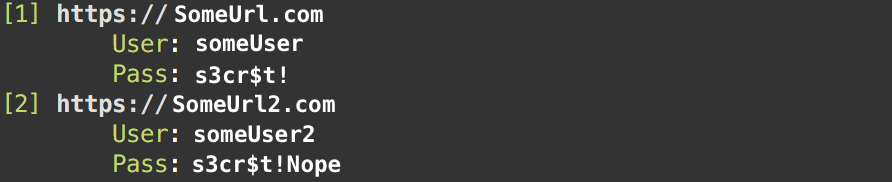 [1] https://SomeUrl.com
User: someUser
Pass: s3cr$t!
[2] https://SomeUrl2.com
User: someUser2
Pass: s3cr$t!Nope